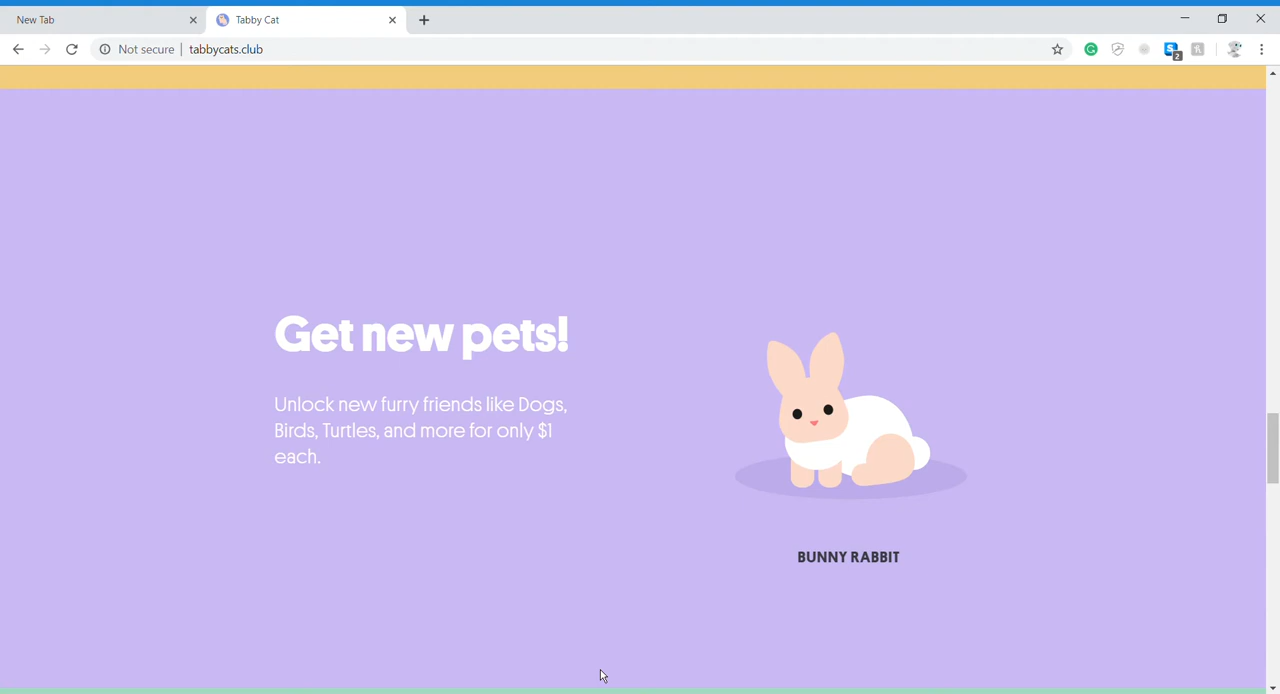 New Tab
Tabby Cat
Not secure
tabbycats.club
S
2
Get new pets!
Unlock new furry friends like Dogs,
Birds, Turtles, and more for only $1
each.
BUNNY RABBIT